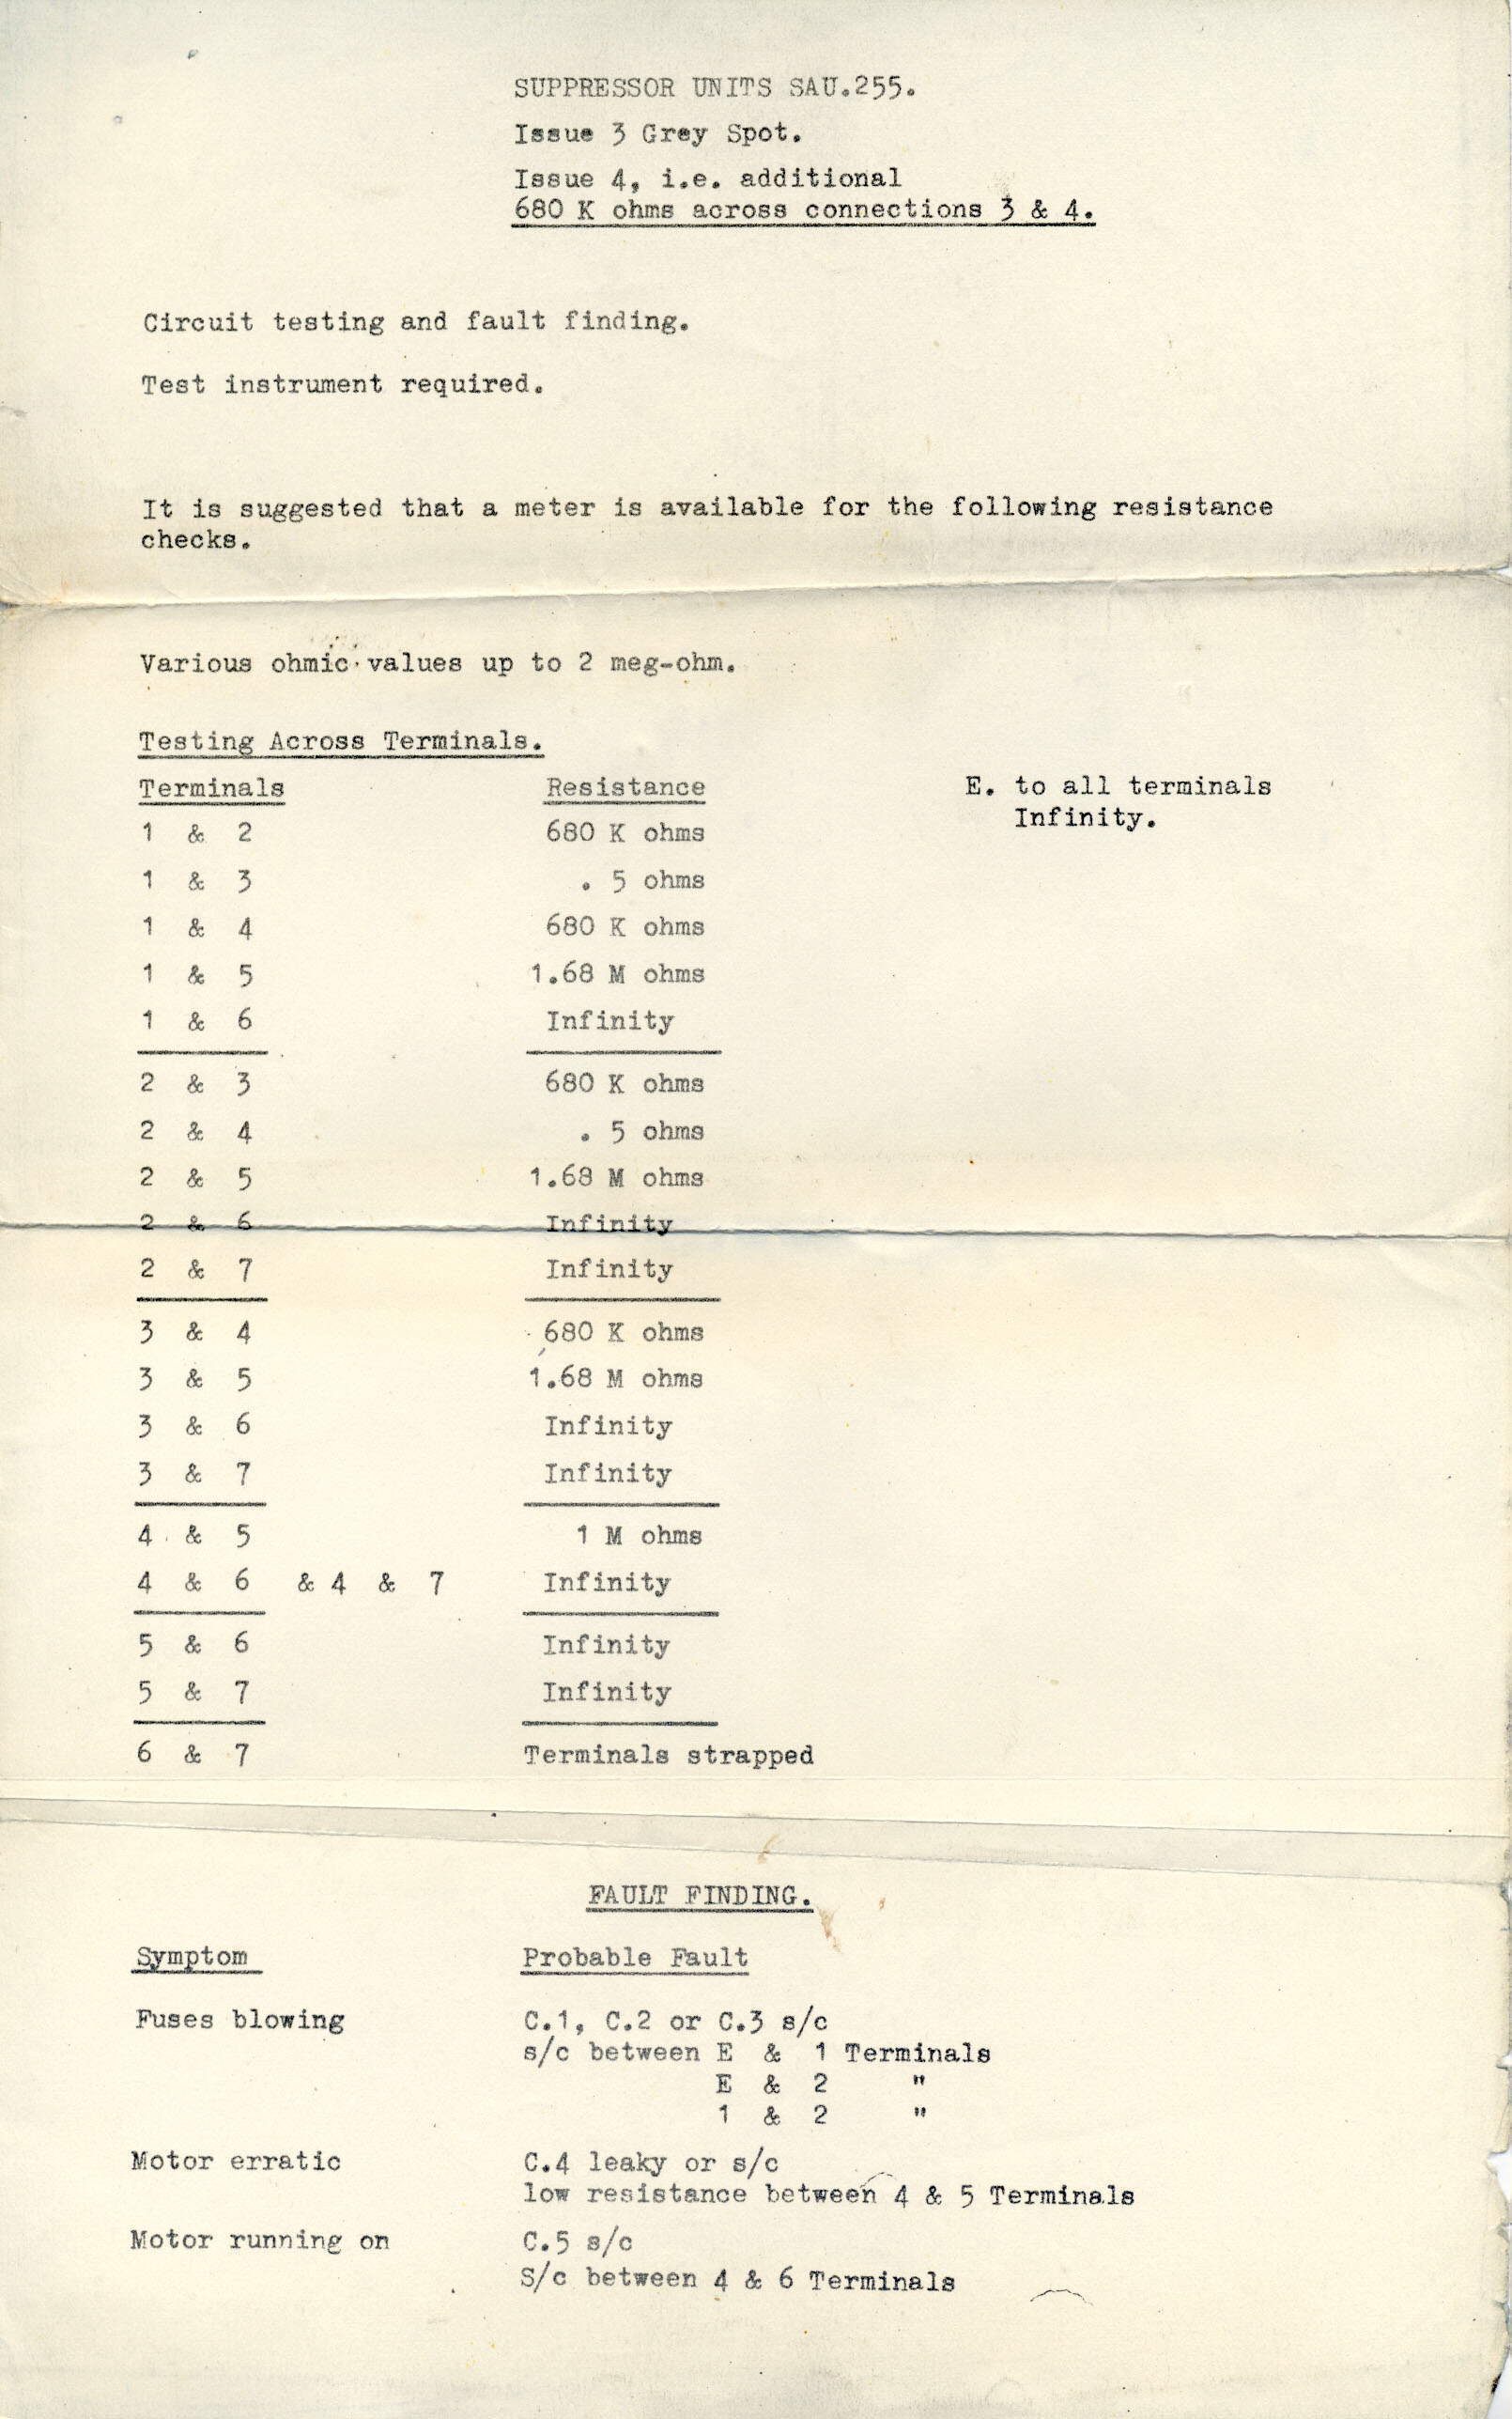 SUPPRESSOR UNITS SAU.255.
Issue 3 Grey Spot.
Issue 4, i.e. additional
680 K ohms across connections 3 & 4.
Circuit testing and fault finding.
Test instrument required.
It is suggested that a meter is available for the following resistance
checks.
Various ohmic values up to 2 meg-ohm.
Testing Across Terminals.
Terminals Resistance E. to all terminals
Infinity.
1 & 2 680 K ohms
1 & 3 . 5 ohms
1 & 4 680 K ohms
1 & 5 1.68 M ohms
1 & 6 Infinity
2 & 3 680 K ohms
2 & 4 . 5 ohms
2 & 5 1.68 M ohms
2 & 6 Infinity
2 & 7 Infinity
3 & 4 680 K ohms
3 & 5 1.68 M ohms
3 & 6 Infinity
3 & 7 Infinity
4 & 5 1 M ohms
4 & 6 & 4 & 7 Infinity
5 & 6 Infinity
5 & 7 Infinity
6 & 7 Terminals strapped
FAULT FINDING.
Symptom Probable Fault
Fuses blowing C.1, C.2 or C.3 s/c
s/c between E & 1 Terminals
E & 2 "
1 & 2 "
Motor erratic C.4 leaky or s/c
low resistance between 4 & 5 Terminals
Motor running on C.5 s/c
S/c between 4 & 6 Terminals